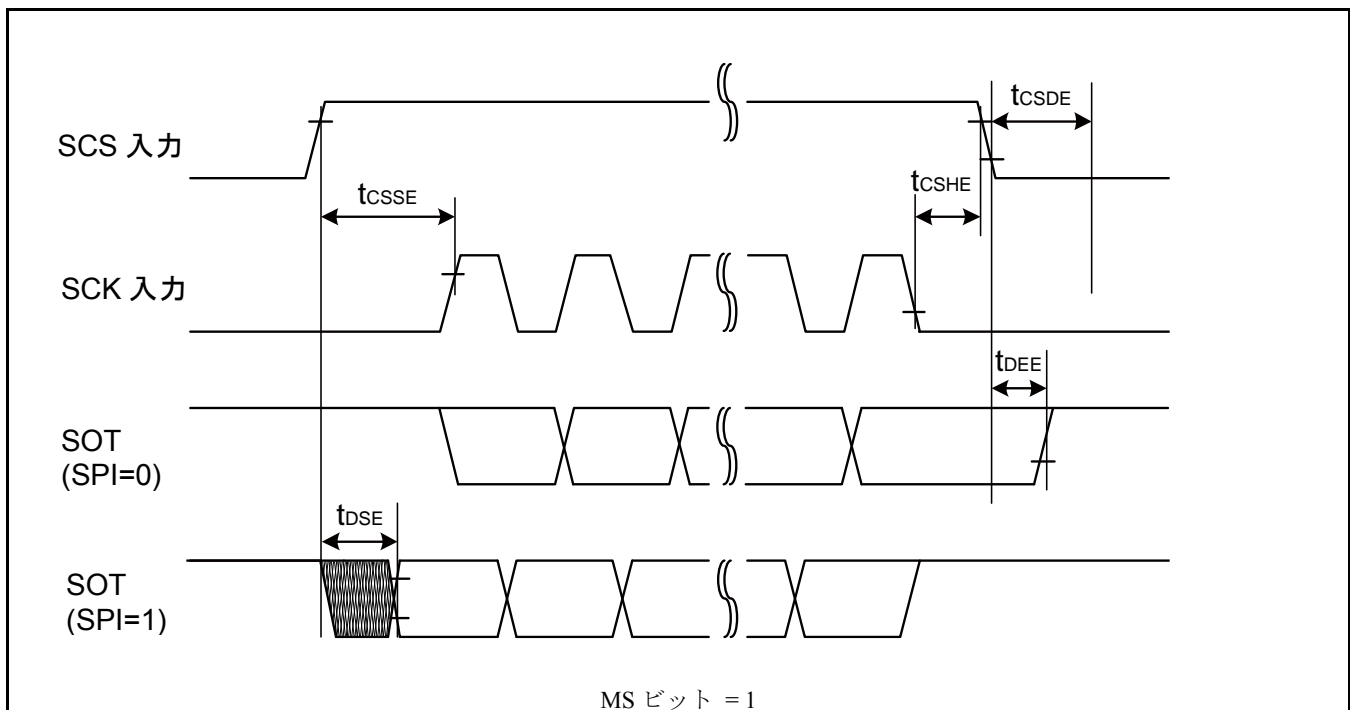 SCS 入力
tCSDE
tCSHE
tCSSE
SCK 入力
tDEE
SOT
(SPI=0)
tDSE
SOT
(SPI=1)
MS ビット = 1